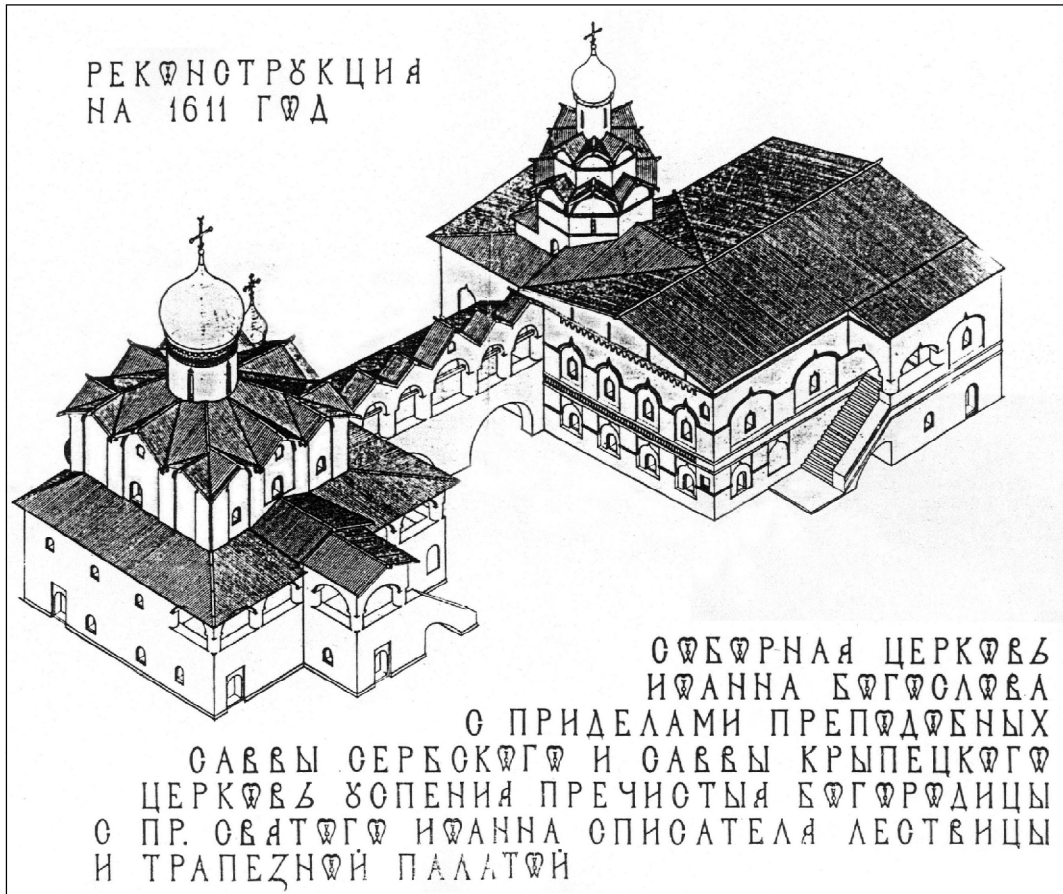 РЕКОНСТРУКЦИЯ
НА 1611 ГОД
СОБОРНАЯ ЦЕРКОВЬ
ИОАННА БОГОСЛОВА
С ПРИДЕЛАМИ ПРЕПОДОБНЫХ
САВВЫ СЕРБСКОГО И САВВЫ КРЫПЕЦКОГО
ЦЕРКОВЬ УСПЕНИЯ ПРЕЧИСТЫЯ БОГОРОДИЦЫ
С ПР. СВЯТОГО ИОАННА СПИСАТЕЛЯ ЛЕСТВИЦЫ
И ТРАПЕЗНОЙ ПАЛАТОЙ